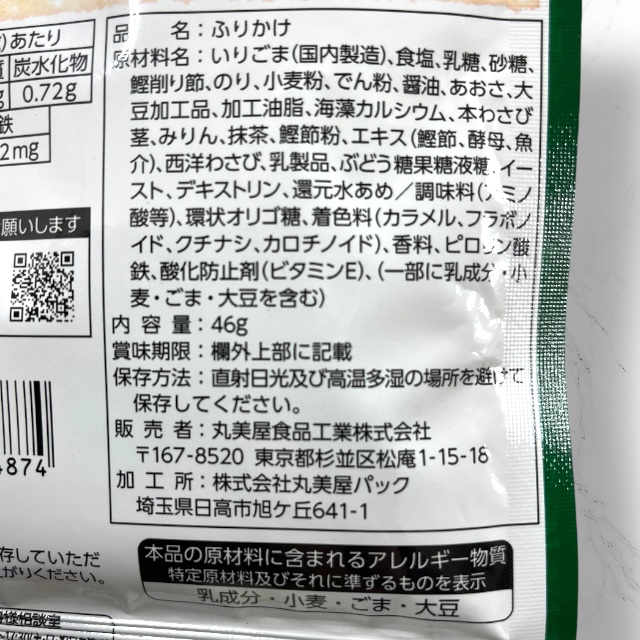 )あたり
質 炭水化物
g 0.72g
鉄
2mg
願いします
4874
存していただ
がりください。
品 名：ふりかけ
原材料名：いりごま(国内製造)、食塩、乳糖、砂糖、
鰹削り節、のり、小麦粉、でん粉、醤油、あおさ、大
豆加工品、加工油脂、海藻カルシウム、本わさび
茎、みりん、抹茶、鰹節粉、エキス(鰹節、酵母、魚
介)、西洋わさび、乳製品、ぶどう糖果糖液糖、イー
スト、デキストリン、還元水あめ／調味料(アミノ
酸等)、環状オリゴ糖、着色料(カラメル、フラボノ
イド、クチナシ、カロチノイド)、香料、ピロリン酸
鉄、酸化防止剤(ビタミンE)、(一部に乳成分・小
麦・ごま・大豆を含む)
内 容 量：46g
賞味期限：欄外上部に記載
保存方法：直射日光及び高温多湿の場所を避けて
保存してください。
販 売 者：丸美屋食品工業株式会社
〒167-8520 東京都杉並区松庵1-15-18
加 工 所：株式会社丸美屋パック
埼玉県日高市旭ケ丘641-1
本品の原材料に含まれるアレルギー物質
特定原材料及びそれに準ずるものを表示
乳成分・小麦・ごま・大豆